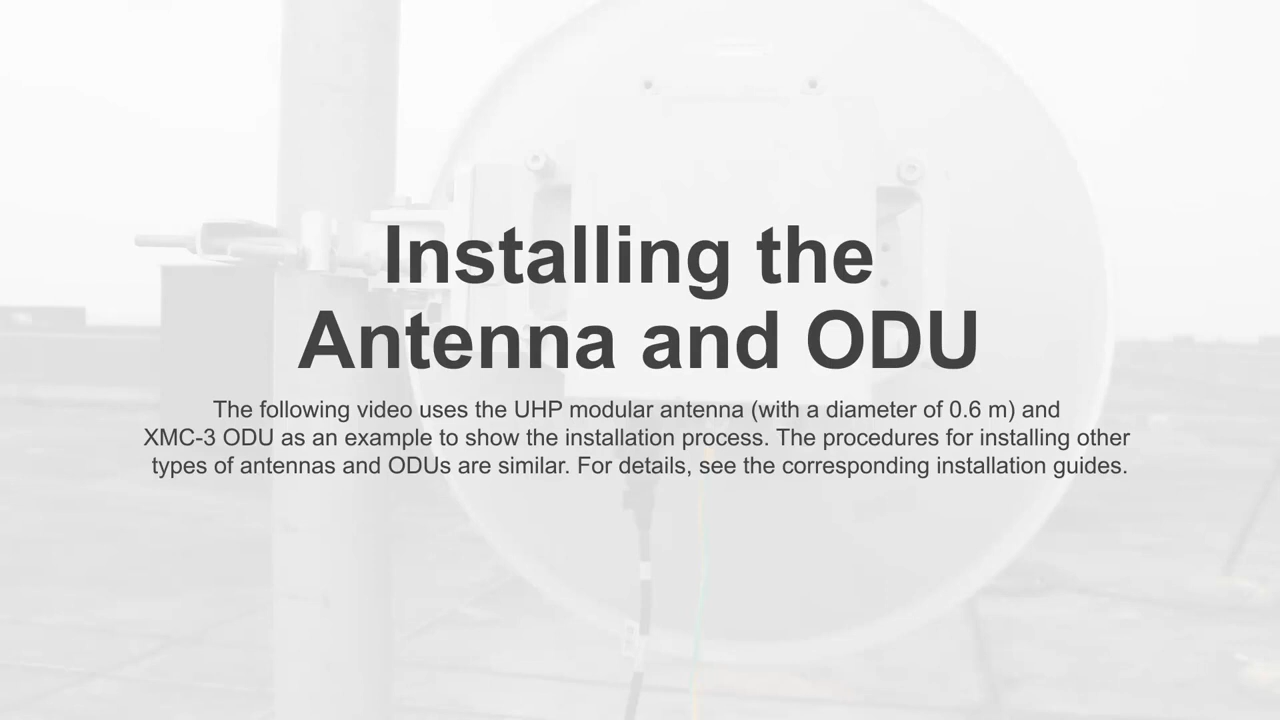 Installing the
Antenna and ODU
The following video uses the UHP modular antenna (with a diameter of 0.6 m) and
XMC-3 ODU as an example to show the installation process. The procedures for installing other
types of antennas and ODUs are similar. For details, see the corresponding installation guides.